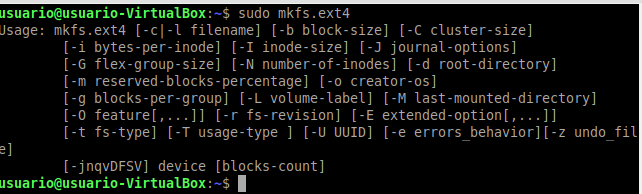 usuario@usuario-VirtualBox:~$ sudo mkfs.ext4
Usage: mkfs.ext4 [-c|-l filename] [-b block-size] [-C cluster-size]
        [-i bytes-per-inode] [-I inode-size] [-J journal-options]
        [-G flex-group-size] [-N number-of-inodes] [-d root-directory]
        [-m reserved-blocks-percentage] [-o creator-os]
        [-g blocks-per-group] [-L volume-label] [-M last-mounted-directory]
        [-O feature[,...]] [-r fs-revision] [-E extended-option[,...]]
        [-t fs-type] [-T usage-type ] [-U UUID] [-e errors_behavior][-z undo_fil
e]
        [-jnqvDFSV] device [blocks-count]
usuario@usuario-VirtualBox:~$